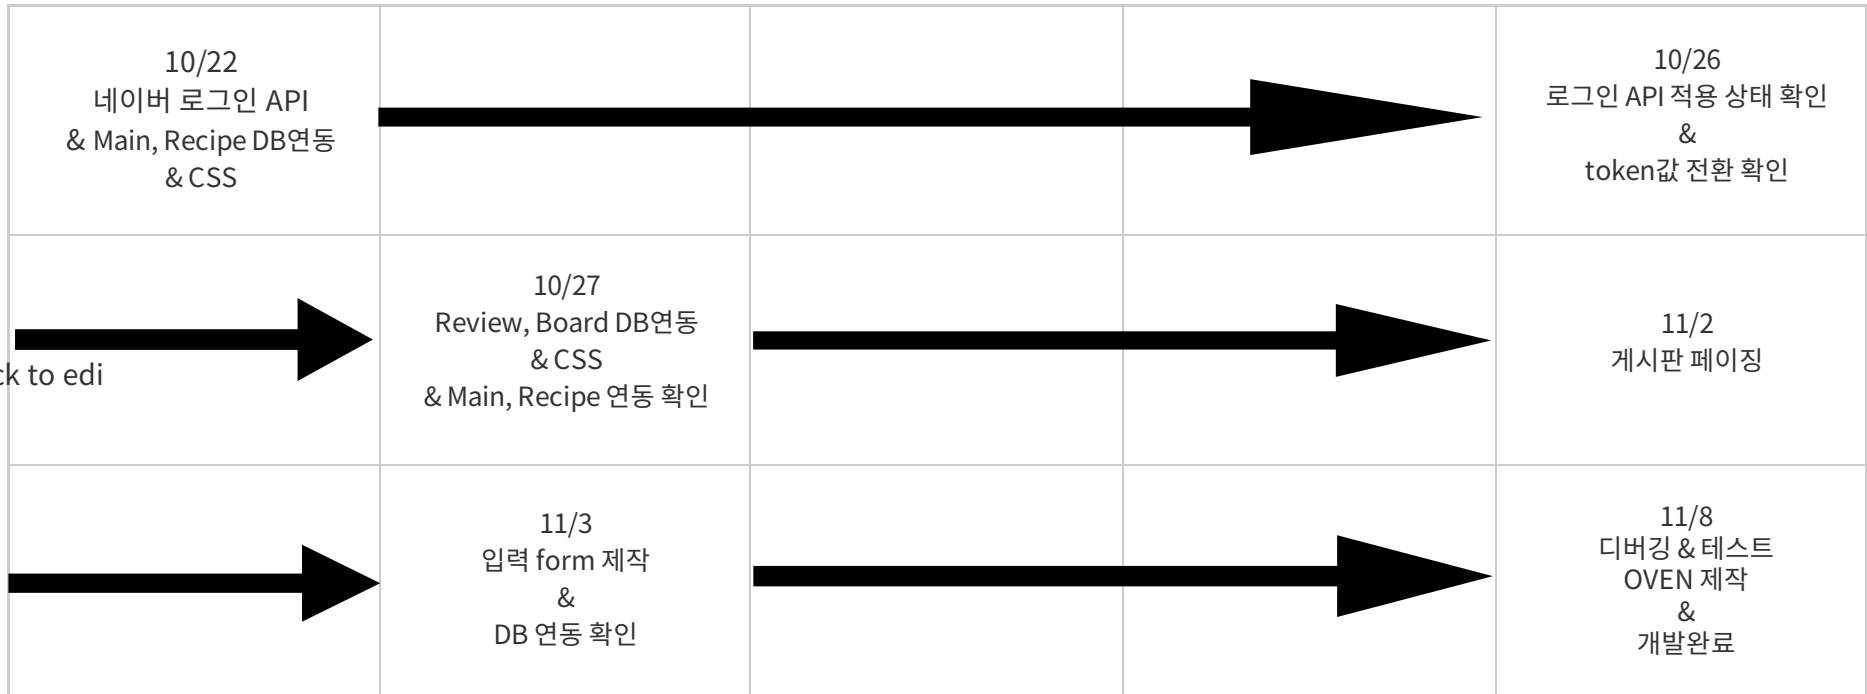 10/22
네이버 로그인 API
& Main, Recipe DB연동
& CSS
10/26
로그인 API 적용 상태 확인
&
token값 전환 확인
to edi
10/27
Review, Board DB연동
& CSS
& Main, Recipe 연동 확인
11/2
게시판 페이징
11/3
입력 form 제작
&
DB 연동 확인
11/8
디버깅 & 테스트
OVEN 제작
&
개발완료